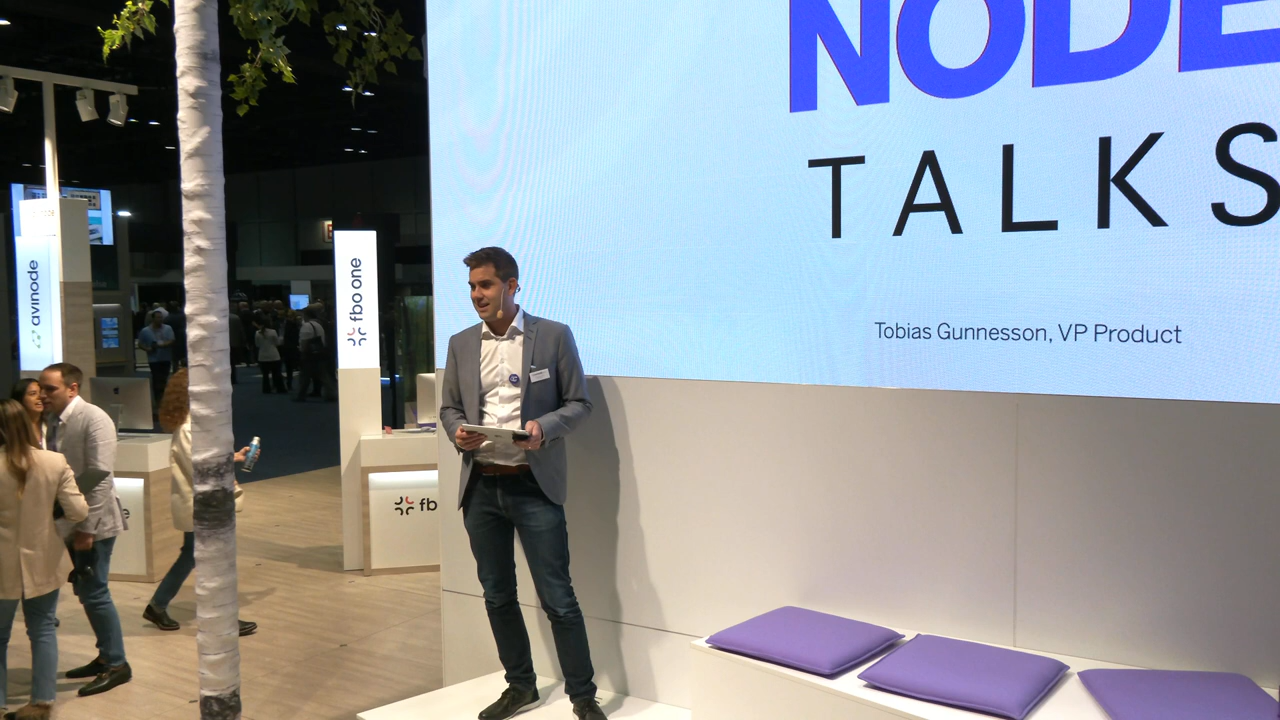 NODE
TALKS
Tobias Gunnesson, VP Product
avinode
fbo one
fbo
e